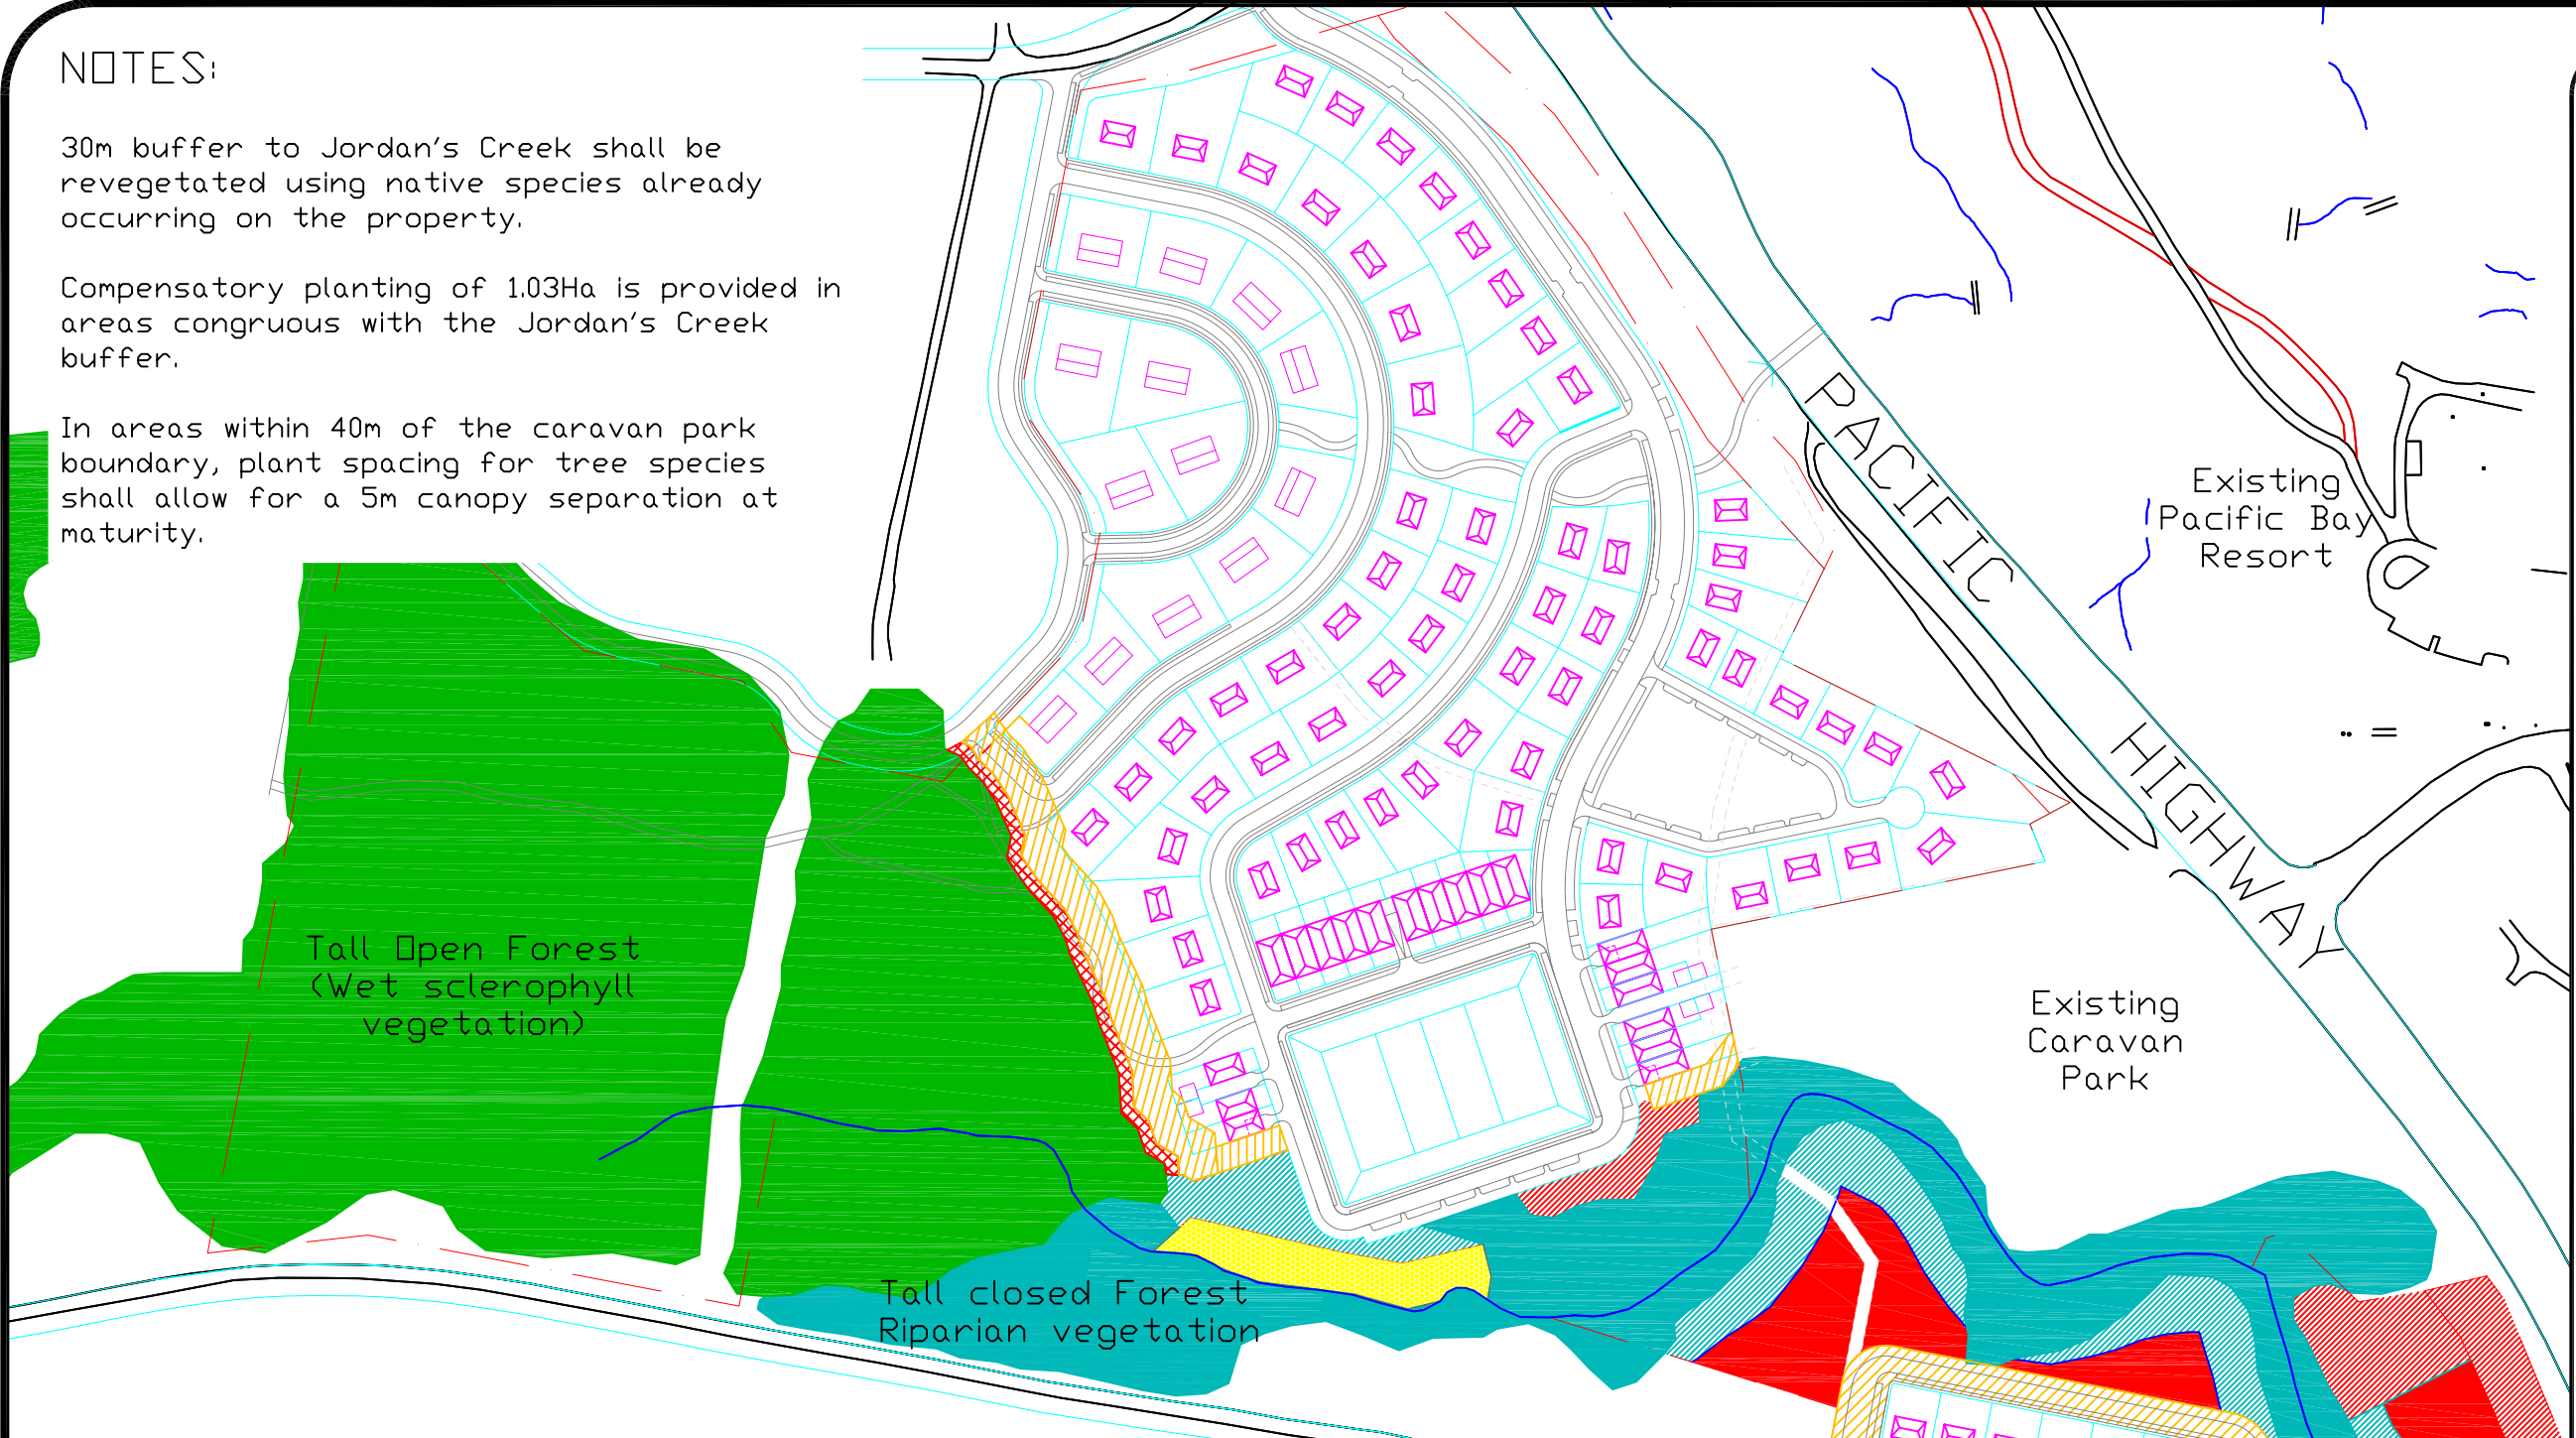 NOTES:
30m buffer to Jordan's Creek shall be
revegetated using native species already
occurring on the property.
Compensatory planting of 1.03Ha is provided in
areas congruous with the Jordan's Creek
buffer.
In areas within 40m of the caravan park
boundary, plant spacing for tree species
shall allow for a 5m canopy separation at
maturity.
PACIFIC
HIGHWAY
Existing
Pacific Bay
Resort
Tall Open Forest
(Wet sclerophyll
vegetation)
Existing
Caravan
Park
Tall closed Forest
Riparian vegetation